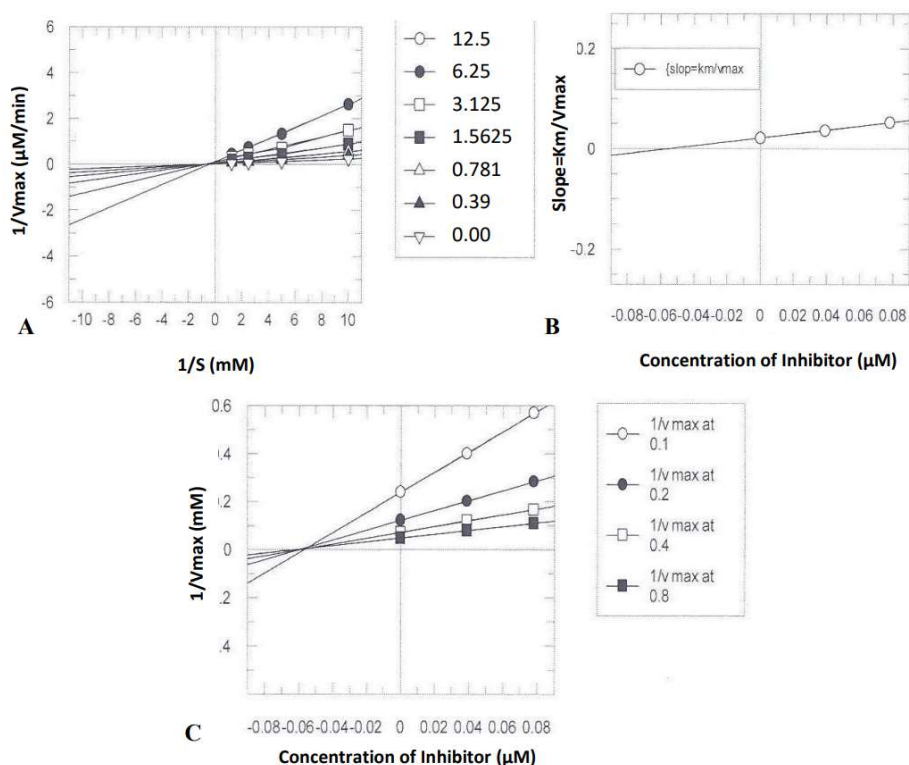 6
4
2
0
-2
-4
-6
1/Vmax (µM/min)
-10 -8 -6 -4 -2 0 2 4 6 8 10
A
1/S (mM)
12.5
6.25
3.125
1.5625
0.781
0.39
0.00
0.2
0
-0.2
Slope=Km/Vmax
{slop=km/vmax
-0.08-0.06-0.04-0.02 0 0.02 0.04 0.06 0.08
B
Concentration of Inhibitor (µM)
0.6
0.4
.2
0
.2
.4
1/Vmax (mM)
-0.08-0.06-0.04-0.02 0 0.02 0.04 0.06 0.08
C
Concentration of Inhibitor (µM)
1/v max at
0.1
1/v max at
0.2
1/v max at
0.4
1/v max at
0.8